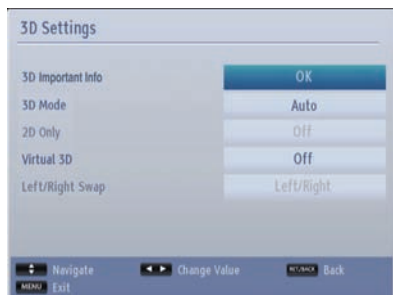 3D Settings
3D Important Info OK
3D Mode Auto
2D Only Off
Virtual 3D Off
Left/Right Swap Left/Right
Navigate Change Value RET/BACK Back
MENU Exit